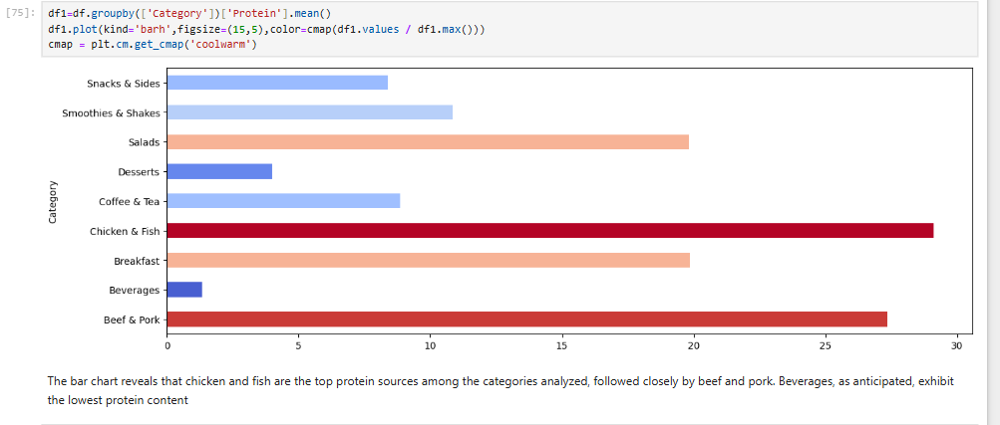 [75]: df1=df.groupby(['Category'])['Protein'].mean()
df1.plot(kind='barh',figsize=(15,5),color=cmap(df1.values / df1.max()))
cmap = plt.cm.get_cmap('coolwarm')
Snacks & Sides
Smoothies & Shakes
Salads
Desserts
Coffee & Tea
Chicken & Fish
Breakfast
Beverages
Beef & Pork
Category
0 5 10 15 20 25 30
The bar chart reveals that chicken and fish are the top protein sources among the categories analyzed, followed closely by beef and pork. Beverages, as anticipated, exhibit
the lowest protein content